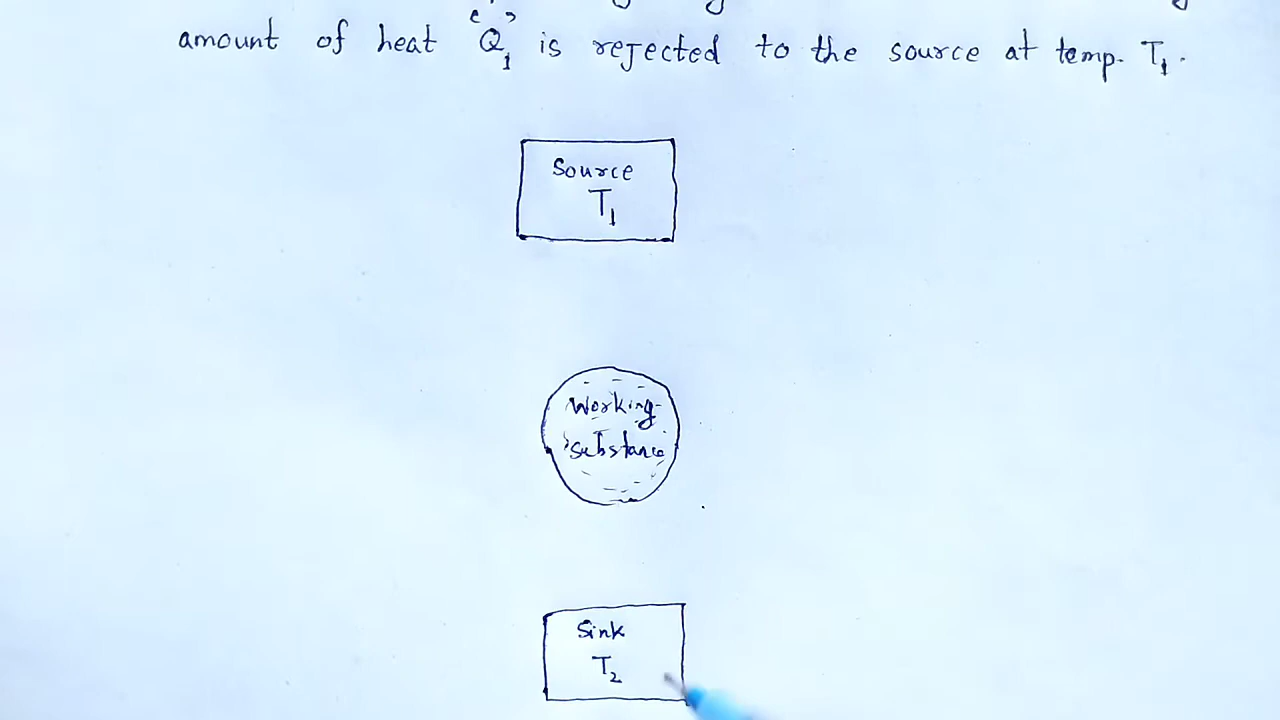 amount of heat 'Q1' is rejected to the source at temp. T1.
Source
T1
Working-
substance
Sink
T2